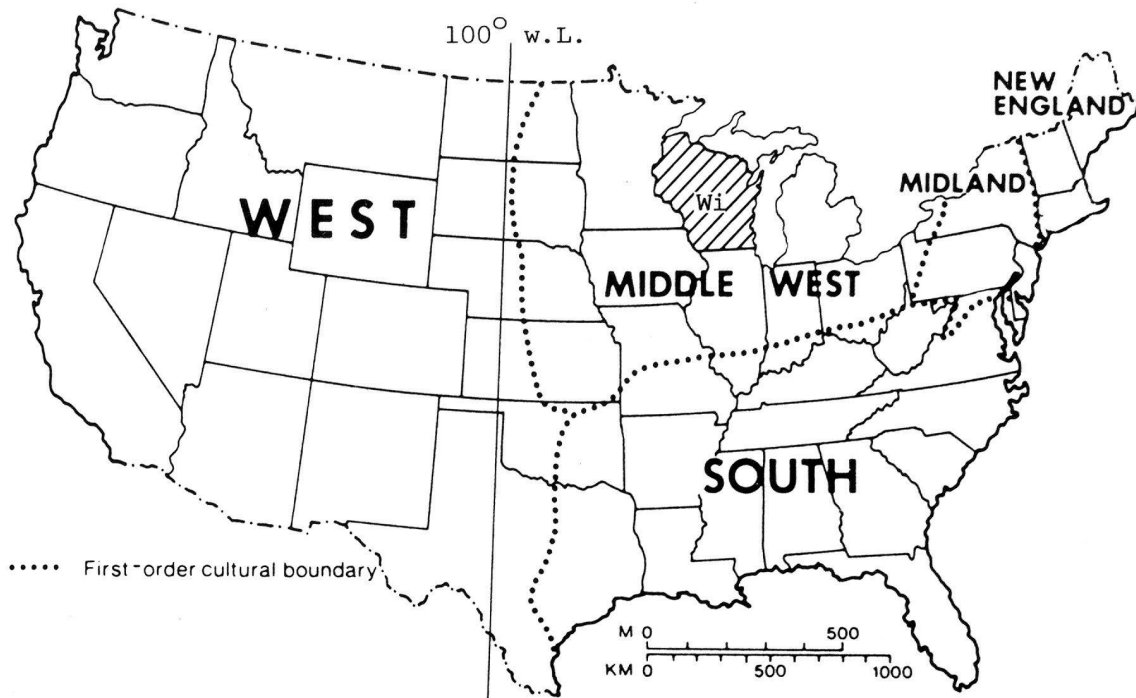 100° w.L.
NEW
ENGLAND
MIDLAND
WEST
Wi
MIDDLE WEST
SOUTH
First-order cultural boundary
M 0 500
KM 0 500 1000